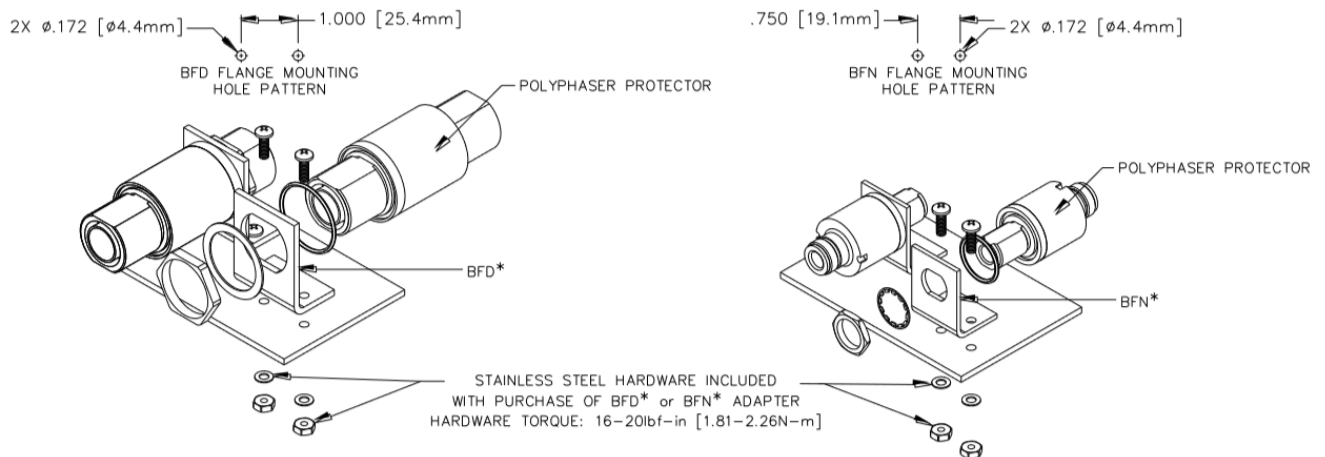 2X ø.172 [ø4.4mm]
1.000 [25.4mm]
BFD FLANGE MOUNTING
HOLE PATTERN
POLYPHASER PROTECTOR
BFD*
.750 [19.1mm]
2X ø.172 [ø4.4mm]
BFN FLANGE MOUNTING
HOLE PATTERN
POLYPHASER PROTECTOR
BFN*
STAINLESS STEEL HARDWARE INCLUDED
WITH PURCHASE OF BFD* or BFN* ADAPTER
HARDWARE TORQUE: 16-20lbf-in [1.81-2.26N-m]